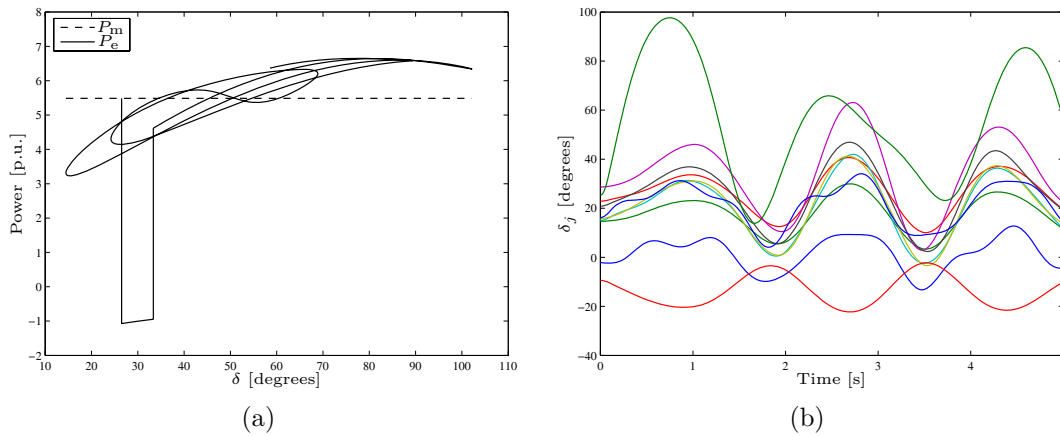 8
7
6
5
4
3
2
1
0
−1
−2
10 20 30 40 50 60 70 80 90 100 110
Power [p.u.]
δ [degrees]
P_m
P_e
(a)
100
80
60
40
20
0
−20
−40
0 1 2 3 4
δ_j [degrees]
Time [s]
(b)